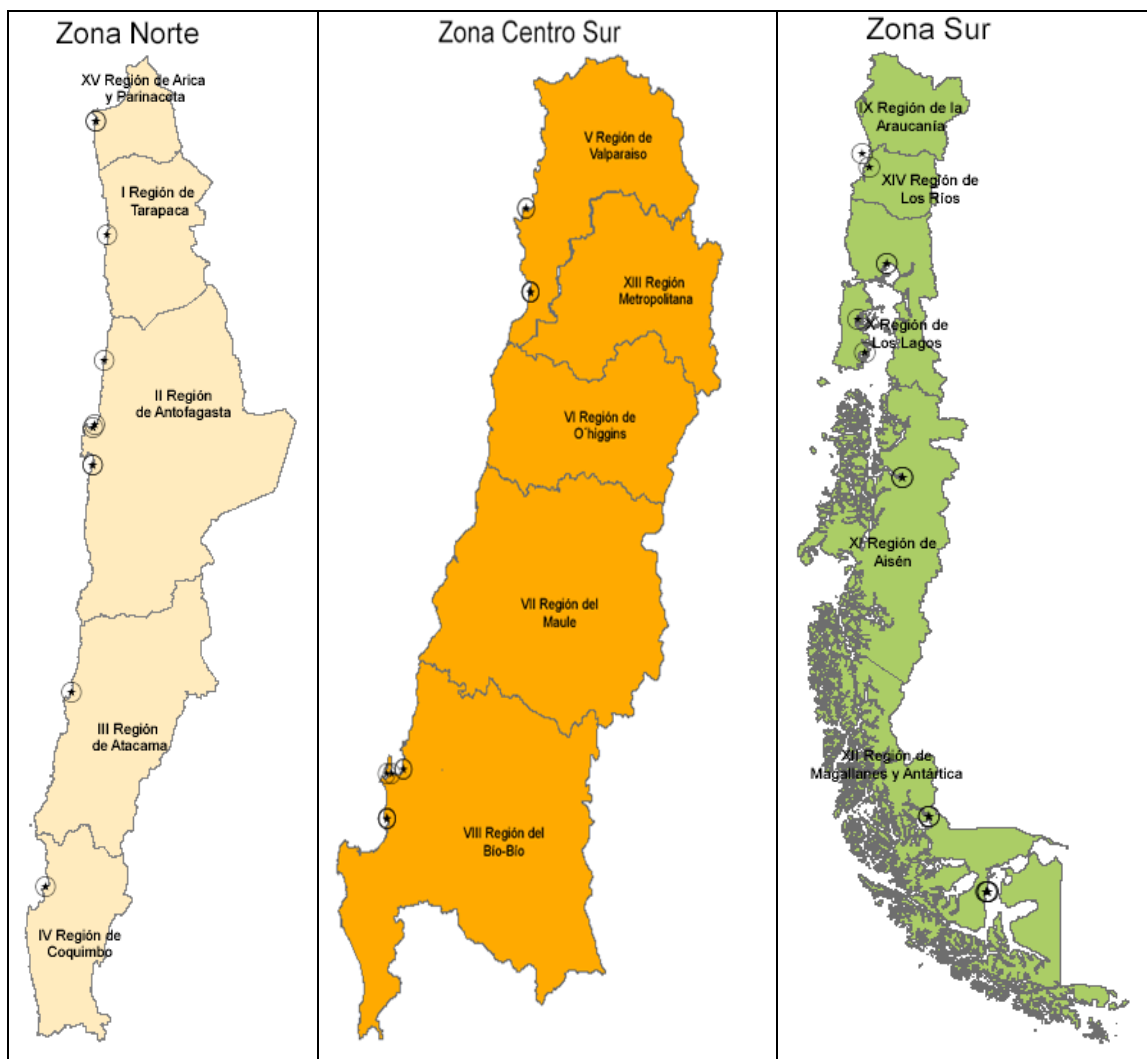 Zona Norte
XV Región de Arica
y Parinacota
I Región de
Tarapaca
II Región
de Antofagasta
III Región
de Atacama
IV Región de
Coquimbo
Zona Centro Sur
V Región de
Valparaiso
XIII Región
Metropolitana
VI Región de
O´higgins
VII Región del
Maule
VIII Región del
Bío-Bío
Zona Sur
IX Región de la
Araucanía
XIV Región de
Los Ríos
X Región de
Los Lagos
XI Región de
Aisén
XII Región de
Magallanes y Antártica